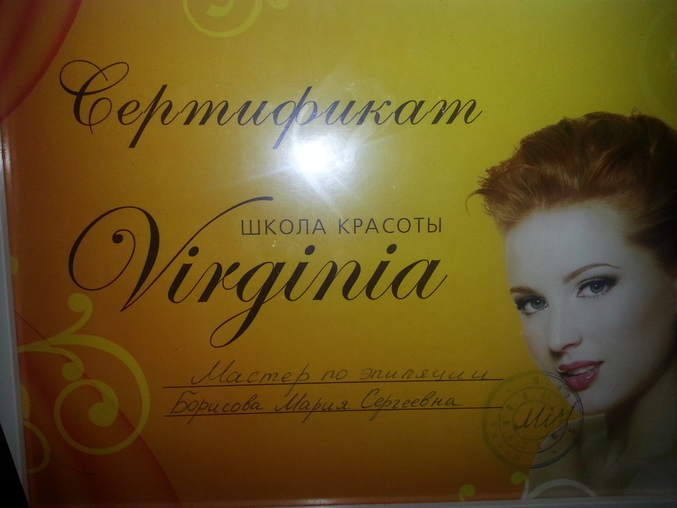 Сертификат
ШКОЛА КРАСОТЫ
Virginia
Мастер по эпиляции
Борисова Мария Сергеевна